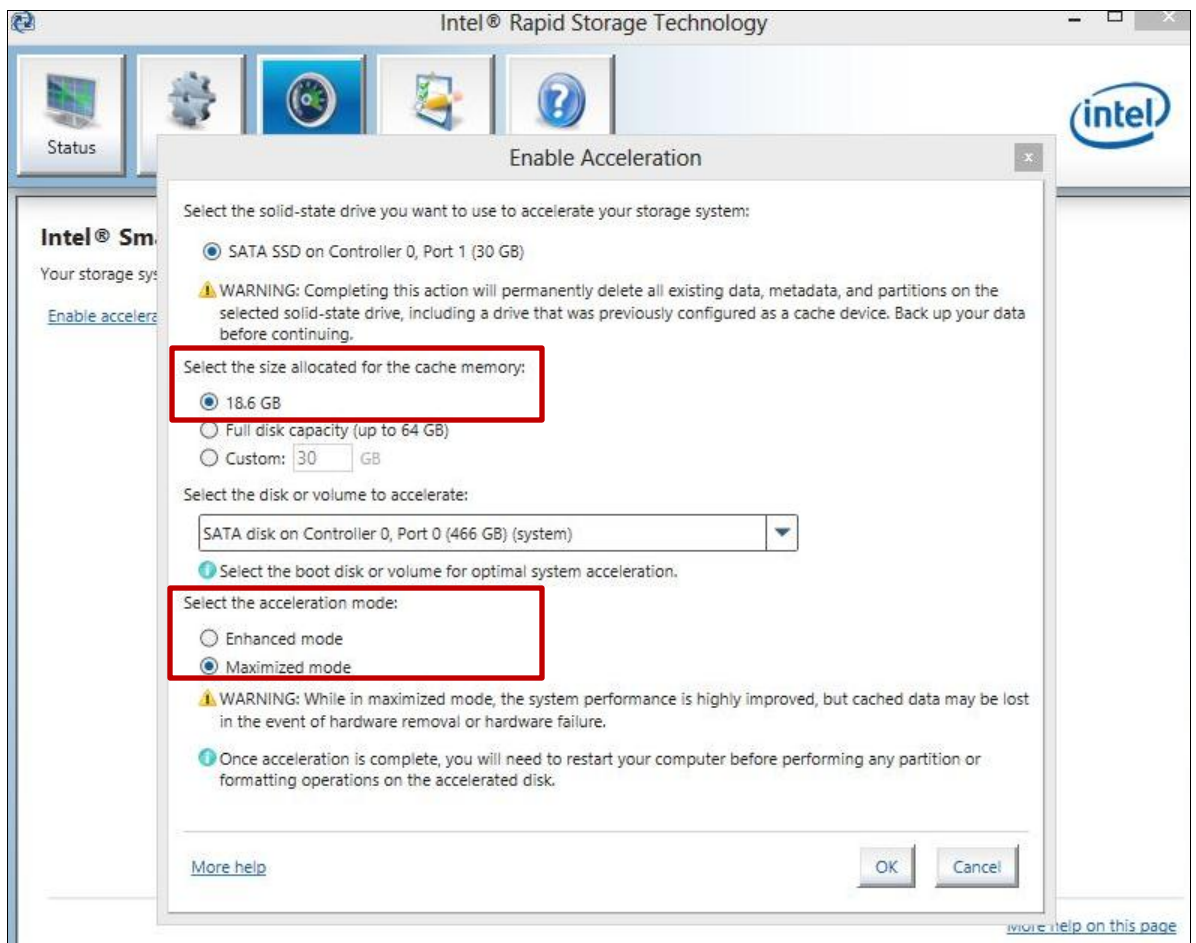 Intel® Rapid Storage Technology
Status
intel
Enable Acceleration
x
Intel® Sm
Your storage sys
Enable accelera
Select the solid-state drive you want to use to accelerate your storage system:
SATA SSD on Controller 0, Port 1 (30 GB)
WARNING: Completing this action will permanently delete all existing data, metadata, and partitions on the
selected solid-state drive, including a drive that was previously configured as a cache device. Back up your data
before continuing.
Select the size allocated for the cache memory:
18.6 GB
Full disk capacity (up to 64 GB)
Custom: 30 GB
Select the disk or volume to accelerate:
SATA disk on Controller 0, Port 0 (466 GB) (system)
Select the boot disk or volume for optimal system acceleration.
Select the acceleration mode:
Enhanced mode
Maximized mode
WARNING: While in maximized mode, the system performance is highly improved, but cached data may be lost
in the event of hardware removal or hardware failure.
Once acceleration is complete, you will need to restart your computer before performing any partition or
formatting operations on the accelerated disk.
More help
OK
Cancel
More help on this page